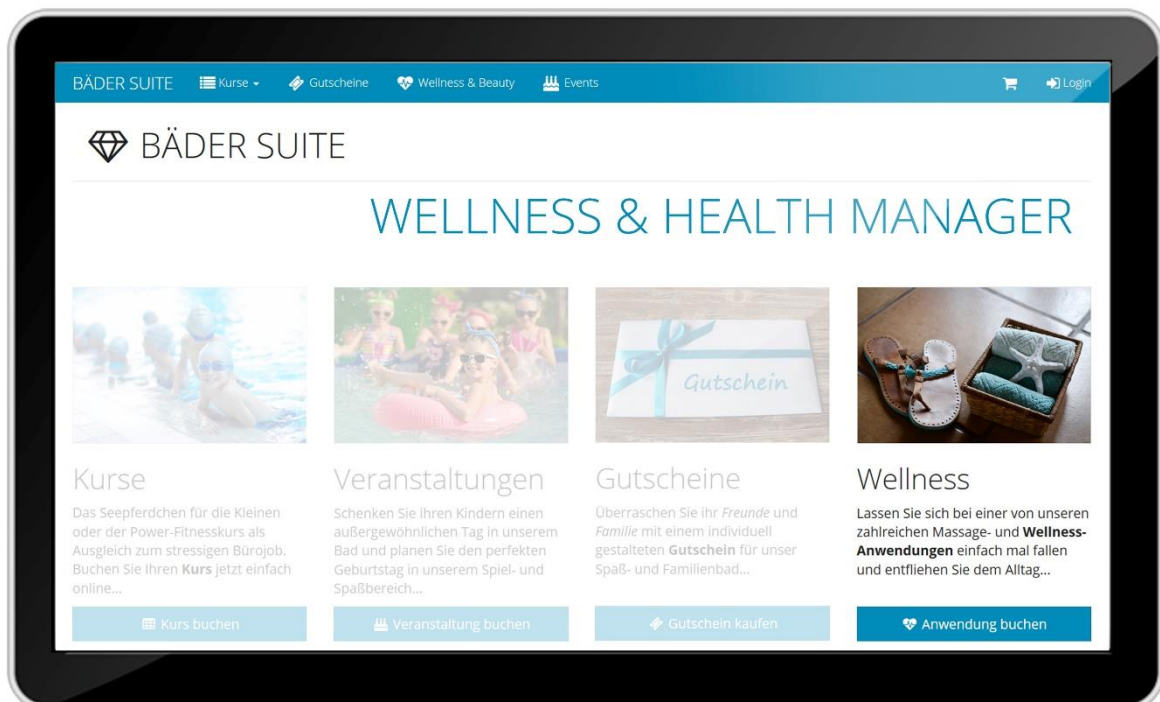 BÄDER SUITE Kurse Gutscheine Wellness & Beauty Events Login
BÄDER SUITE
WELLNESS & HEALTH MANAGER
Gutschein
Kurse
Das Seepferdchen für die Kleinen
oder der Power-Fitnesskurs als
Ausgleich zum stressigen Bürojob.
Buchen Sie Ihren Kurs jetzt einfach
online...
Kurs buchen
Veranstaltungen
Schenken Sie Ihren Kindern einen
außergewöhnlichen Tag in unserem
Bad und planen Sie den perfekten
Geburtstag in unserem Spiel- und
Spaßbereich...
Veranstaltung buchen
Gutscheine
Überraschen Sie ihr Freunde und
Familie mit einem individuell
gestalteten Gutschein für unser
Spaß- und Familienbad...
Gutschein kaufen
Wellness
Lassen Sie sich bei einer von unseren
zahlreichen Massage- und Wellness-
Anwendungen einfach mal fallen
und entfliehen Sie dem Alltag...
Anwendung buchen